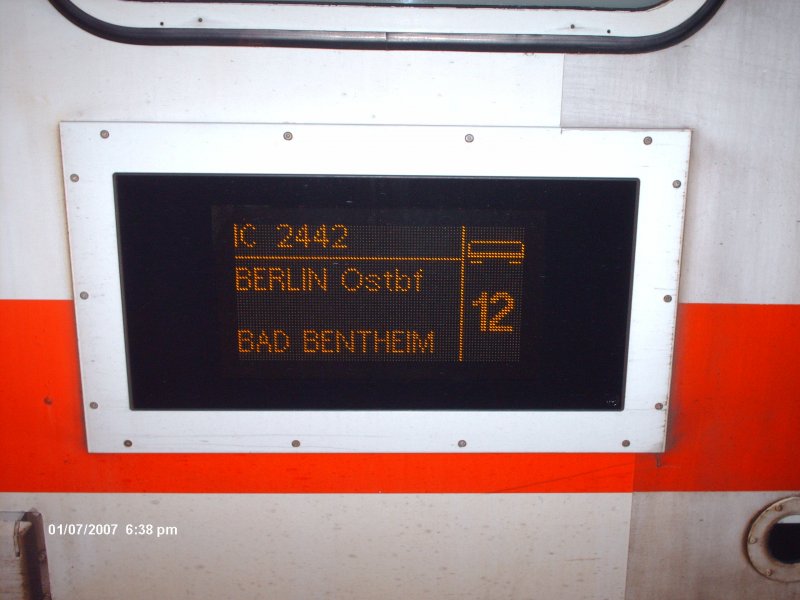 IC 2442
BERLIN Ostbf
BAD BENTHEIM
12
01/07/2007 6:38 pm